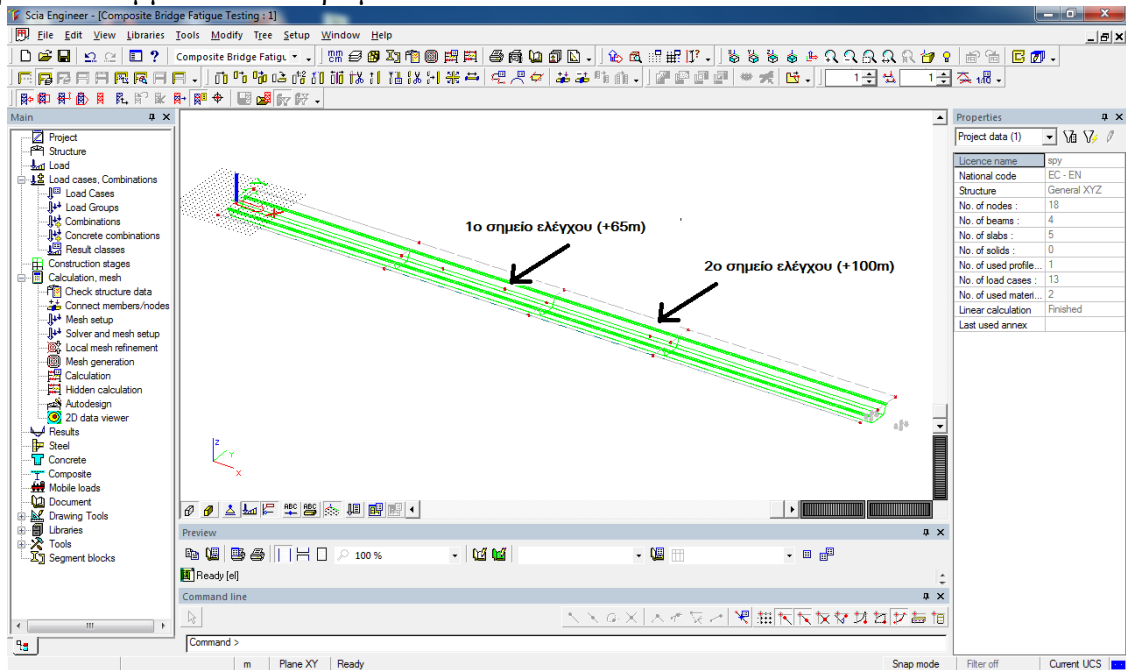 Scia Engineer - [Composite Bridge Fatigue Testing : 1]
File Edit View Libraries Tools Modify Tree Setup Window Help
Composite Bridge Fatigu
1 1
Main
Project
Structure
Load
Load cases, Combinations
Load Cases
Load Groups
Combinations
Concrete combinations
Result classes
Construction stages
Calculation, mesh
Check structure data
Connect members/nodes
Mesh setup
Solver and mesh setup
Local mesh refinement
Mesh generation
Calculation
Hidden calculation
Autodesign
2D data viewer
Results
Steel
Concrete
Composite
Mobile loads
Document
Drawing Tools
Libraries
Tools
Segment blocks
1ο σημείο ελέγχου (+65m)
2ο σημείο ελέγχου (+100m)
z
Y
x
ABC ABC
Preview
100 %
Ready [el]
Command line
Command >
Properties
Project data (1)
Licence name spy
National code EC - EN
Structure General XYZ
No. of nodes : 18
No. of beams : 4
No. of slabs : 5
No. of solids : 0
No. of used profile... 1
No. of load cases : 13
No. of used materi... 2
Linear calculation Finished
Last used annex
m Plane XY Ready Snap mode Filter off Current UCS